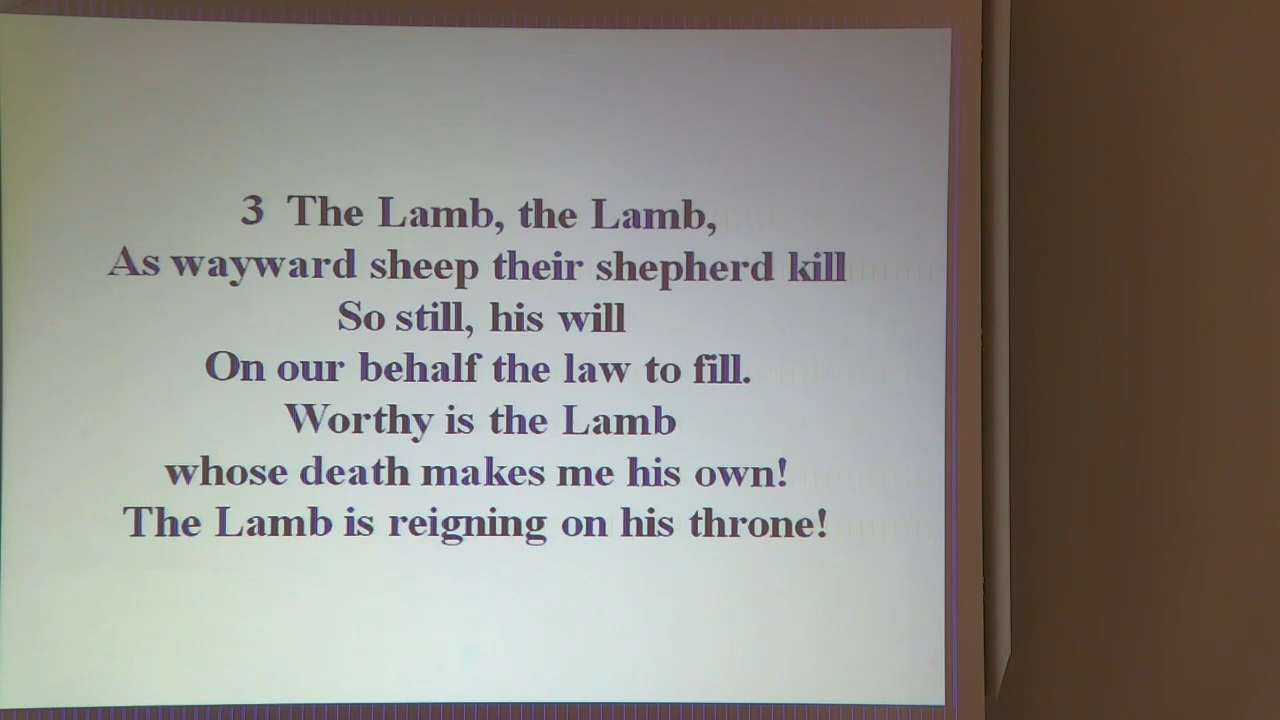 3 The Lamb, the Lamb,
As wayward sheep their shepherd kill
So still, his will
On our behalf the law to fill.
Worthy is the Lamb
whose death makes me his own!
The Lamb is reigning on his throne!